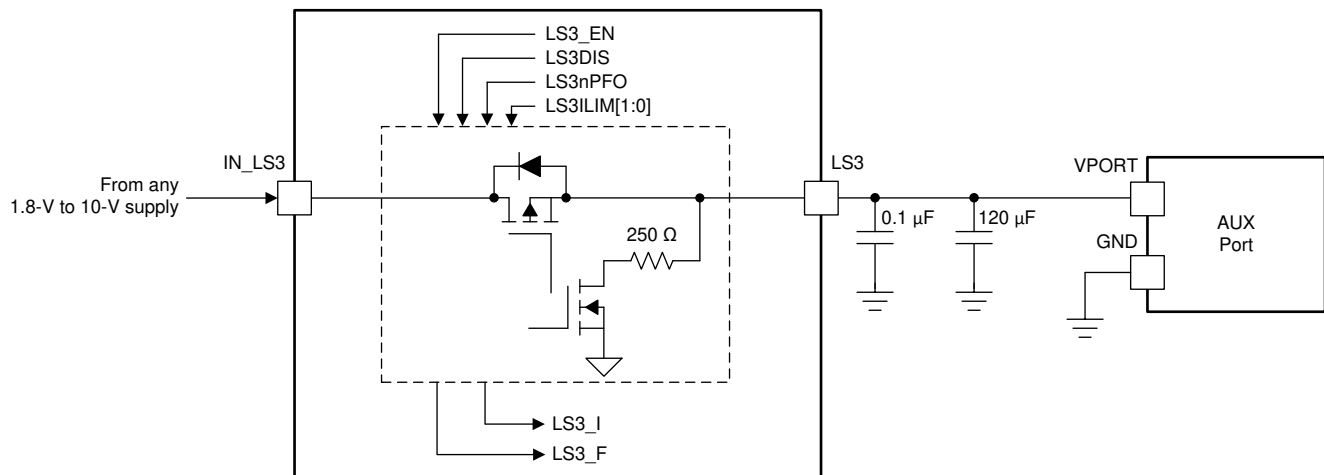 LS3_EN
LS3DIS
LS3nPFO
LS3ILIM[1:0]
IN_LS3
LS3
VPORT
From any
1.8-V to 10-V supply
0.1 µF
120 µF
250 Ω
GND
AUX
Port
LS3_I
LS3_F